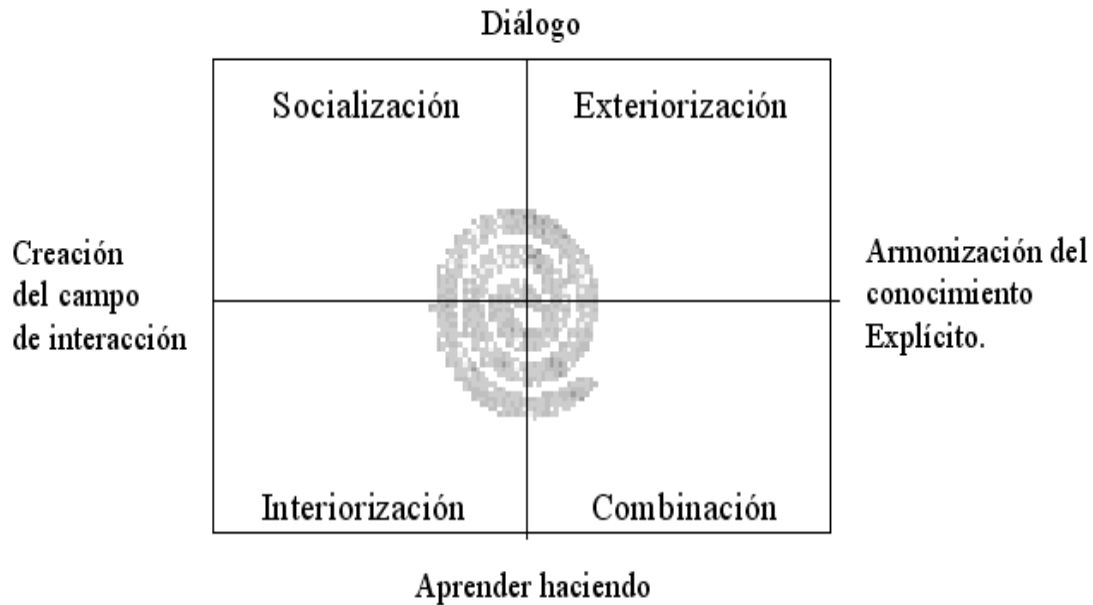 Diálogo
Socialización
Exteriorización
Creación
del campo
de interacción
Armonización del
conocimiento
Explícito.
Interiorización
Combinación
Aprender haciendo